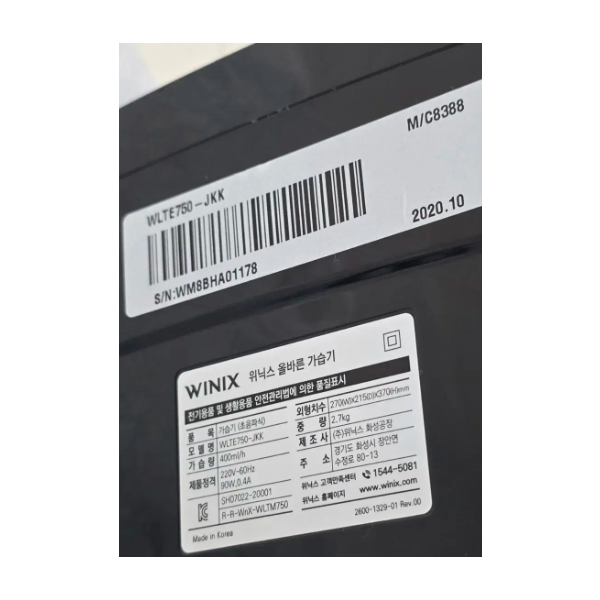 M/C8388
WLTE750-JKK
2020.10
S/N:WM8BHA01178
WINIX 위닉스 올바른 가습기
전기용품 및 생활용품 안전관리법에 의한 품질표시
품 목 가습기 (초음파식)
모 델 명 WLTE750-JKK
가 습 량 400ml/h
제품정격 220V~60Hz
90W, 0.4A
SH07022-20001
R-R-WnX-WLTM750
Made in Korea
외형치수 270(W)X215(D)X370(H)mm
중 량 2.7kg
제 조 사 (주)위닉스 화성공장
주 소 경기도 화성시 장안면
수정로 80-13
위닉스 고객만족센터 1544-5081
위닉스 홈페이지 www.winix.com
2600-1329-01 Rev.00